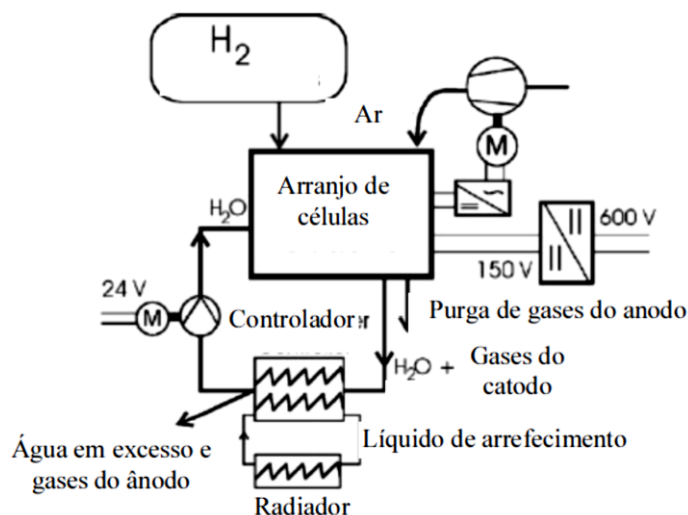 H₂
Ar
M
Arranjo de
células
H₂O
600 V
150 V
24 V
M
Controlador
Purga de gases do anodo
H₂O +
Gases do
catodo
Água em excesso e
gases do ânodo
Líquido de arrefecimento
Radiador